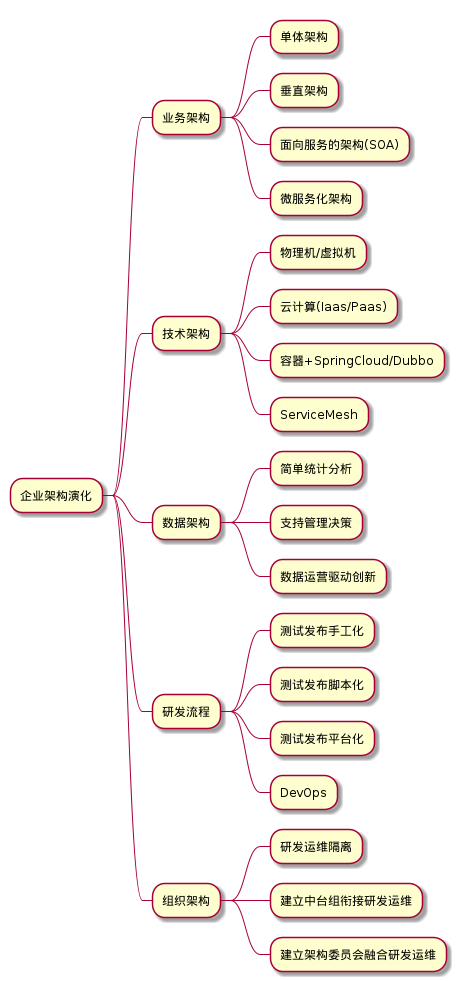 企业架构演化
业务架构
单体架构
垂直架构
面向服务的架构(SOA)
微服务化架构
技术架构
物理机/虚拟机
云计算(Iaas/Paas)
容器+SpringCloud/Dubbo
ServiceMesh
数据架构
简单统计分析
支持管理决策
数据运营驱动创新
研发流程
测试发布手工化
测试发布脚本化
测试发布平台化
DevOps
组织架构
研发运维隔离
建立中台组衔接研发运维
建立架构委员会融合研发运维